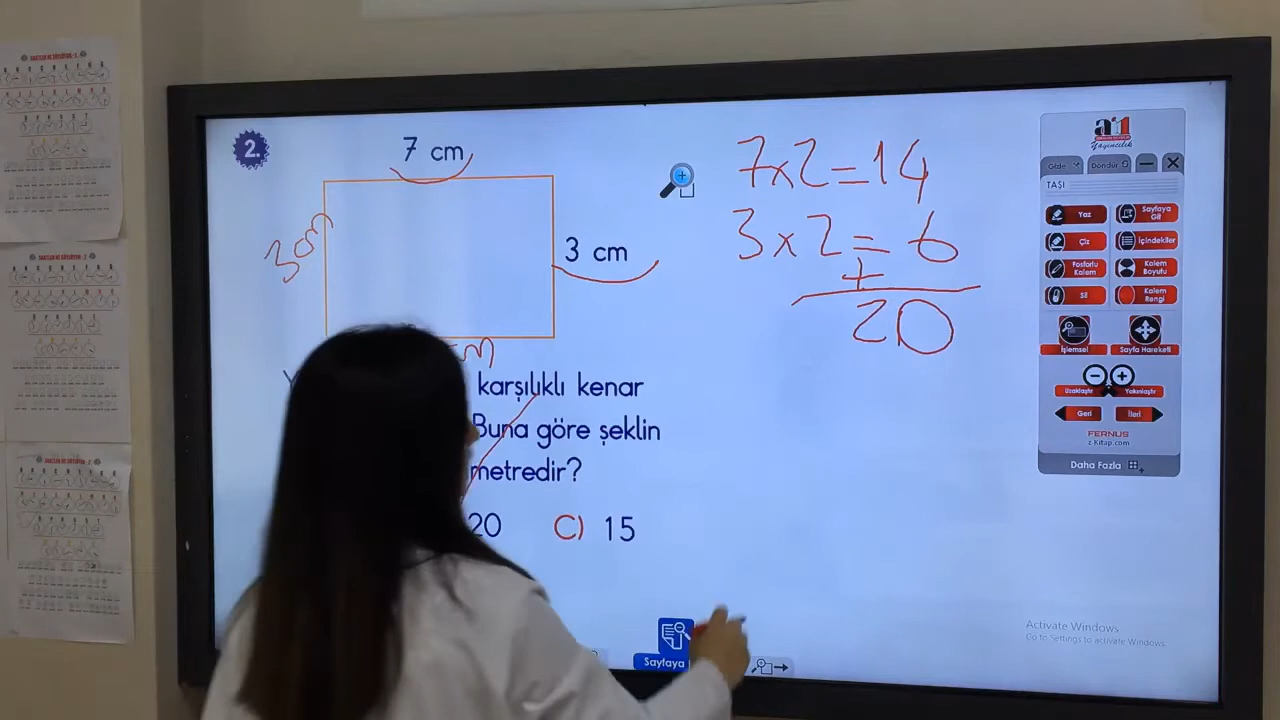 2.
7 cm
3 cm
3 cm
karşılıklı kenar
Buna göre şeklin
metredir?
20 C) 15
7x2=14
3x2=6
+
20
Yayıncılık
Gizle
Döndür
TAŞI
Yaz
Sayfaya Git
Çiz
İçindekiler
Fosforlu Kalem
Kalem Boyutu
Sil
Kalem Rengi
İşlemsel
Sayfa Hareketi
Uzaklaştır
Yakınlaştır
Geri
İleri
FERNUS
z-Kitap.com
Daha Fazla
Activate Windows
Go to Settings to activate Windows.
Sayfaya